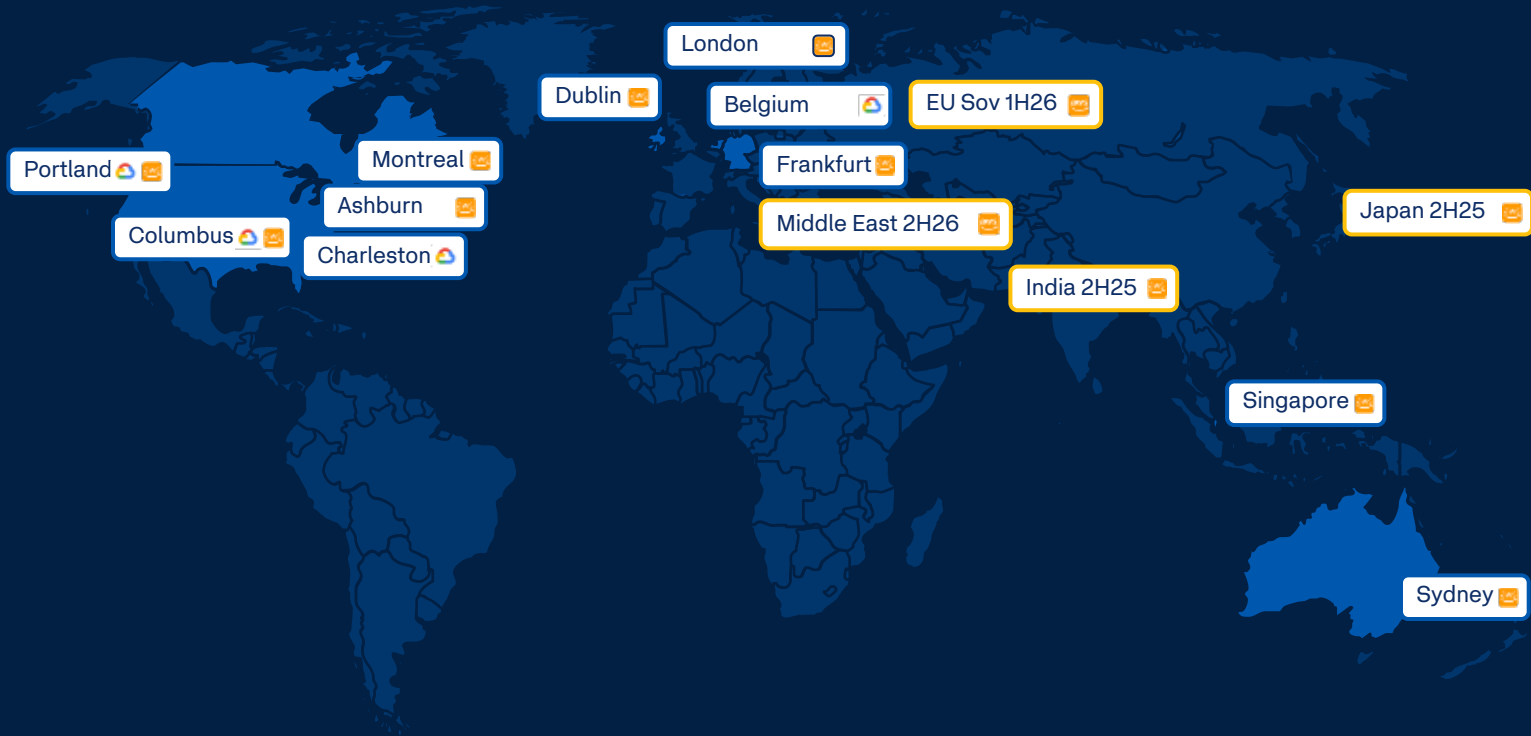 London
Dublin
Belgium
EU Sov 1H26
Portland
Montreal
Frankfurt
Ashburn
Columbus
Charleston
Middle East 2H26
Japan 2H25
India 2H25
Singapore
Sydney